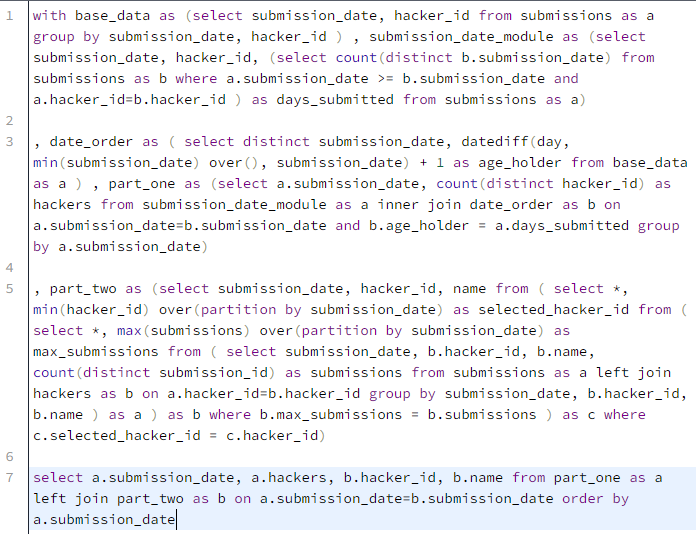 1 with base_data as (select submission_date, hacker_id from submissions as a
group by submission_date, hacker_id ) , submission_date_module as (select
submission_date, hacker_id, (select count(distinct b.submission_date) from
submissions as b where a.submission_date >= b.submission_date and
a.hacker_id=b.hacker_id ) as days_submitted from submissions as a)
2
3 , date_order as ( select distinct submission_date, datediff(day,
min(submission_date) over(), submission_date) + 1 as age_holder from base_data
as a ) , part_one as (select a.submission_date, count(distinct hacker_id) as
hackers from submission_date_module as a inner join date_order as b on
a.submission_date=b.submission_date and b.age_holder = a.days_submitted group
by a.submission_date)
4
5 , part_two as (select submission_date, hacker_id, name from ( select *,
min(hacker_id) over(partition by submission_date) as selected_hacker_id from (
select *, max(submissions) over(partition by submission_date) as
max_submissions from ( select submission_date, b.hacker_id, b.name,
count(distinct submission_id) as submissions from submissions as a left join
hackers as b on a.hacker_id=b.hacker_id group by submission_date, b.hacker_id,
b.name ) as a ) as b where b.max_submissions = b.submissions ) as c where
c.selected_hacker_id = c.hacker_id)
6
7 select a.submission_date, a.hackers, b.hacker_id, b.name from part_one as a
left join part_two as b on a.submission_date=b.submission_date order by
a.submission_date